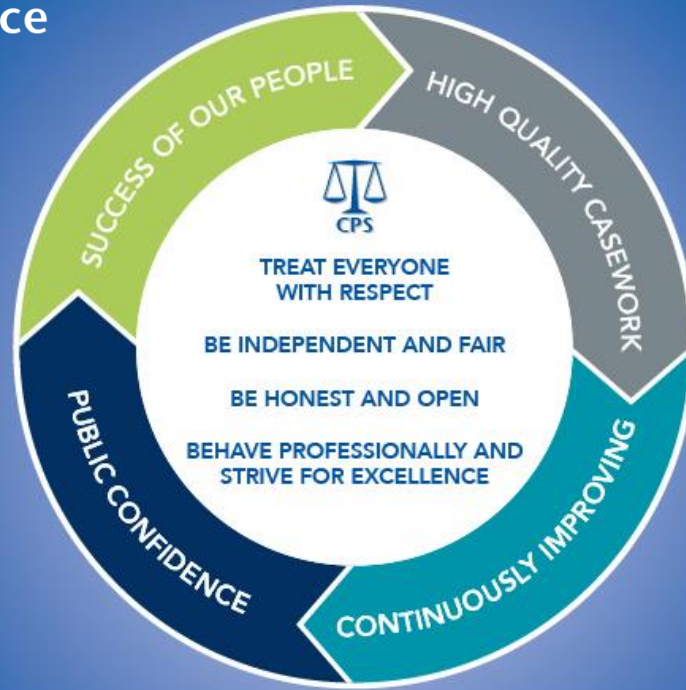 ce
SUCCESS OF OUR PEOPLE
HIGH QUALITY CASEWORK
CPS
TREAT EVERYONE
WITH RESPECT
BE INDEPENDENT AND FAIR
BE HONEST AND OPEN
BEHAVE PROFESSIONALLY AND
STRIVE FOR EXCELLENCE
PUBLIC CONFIDENCE
CONTINUOUSLY IMPROVING